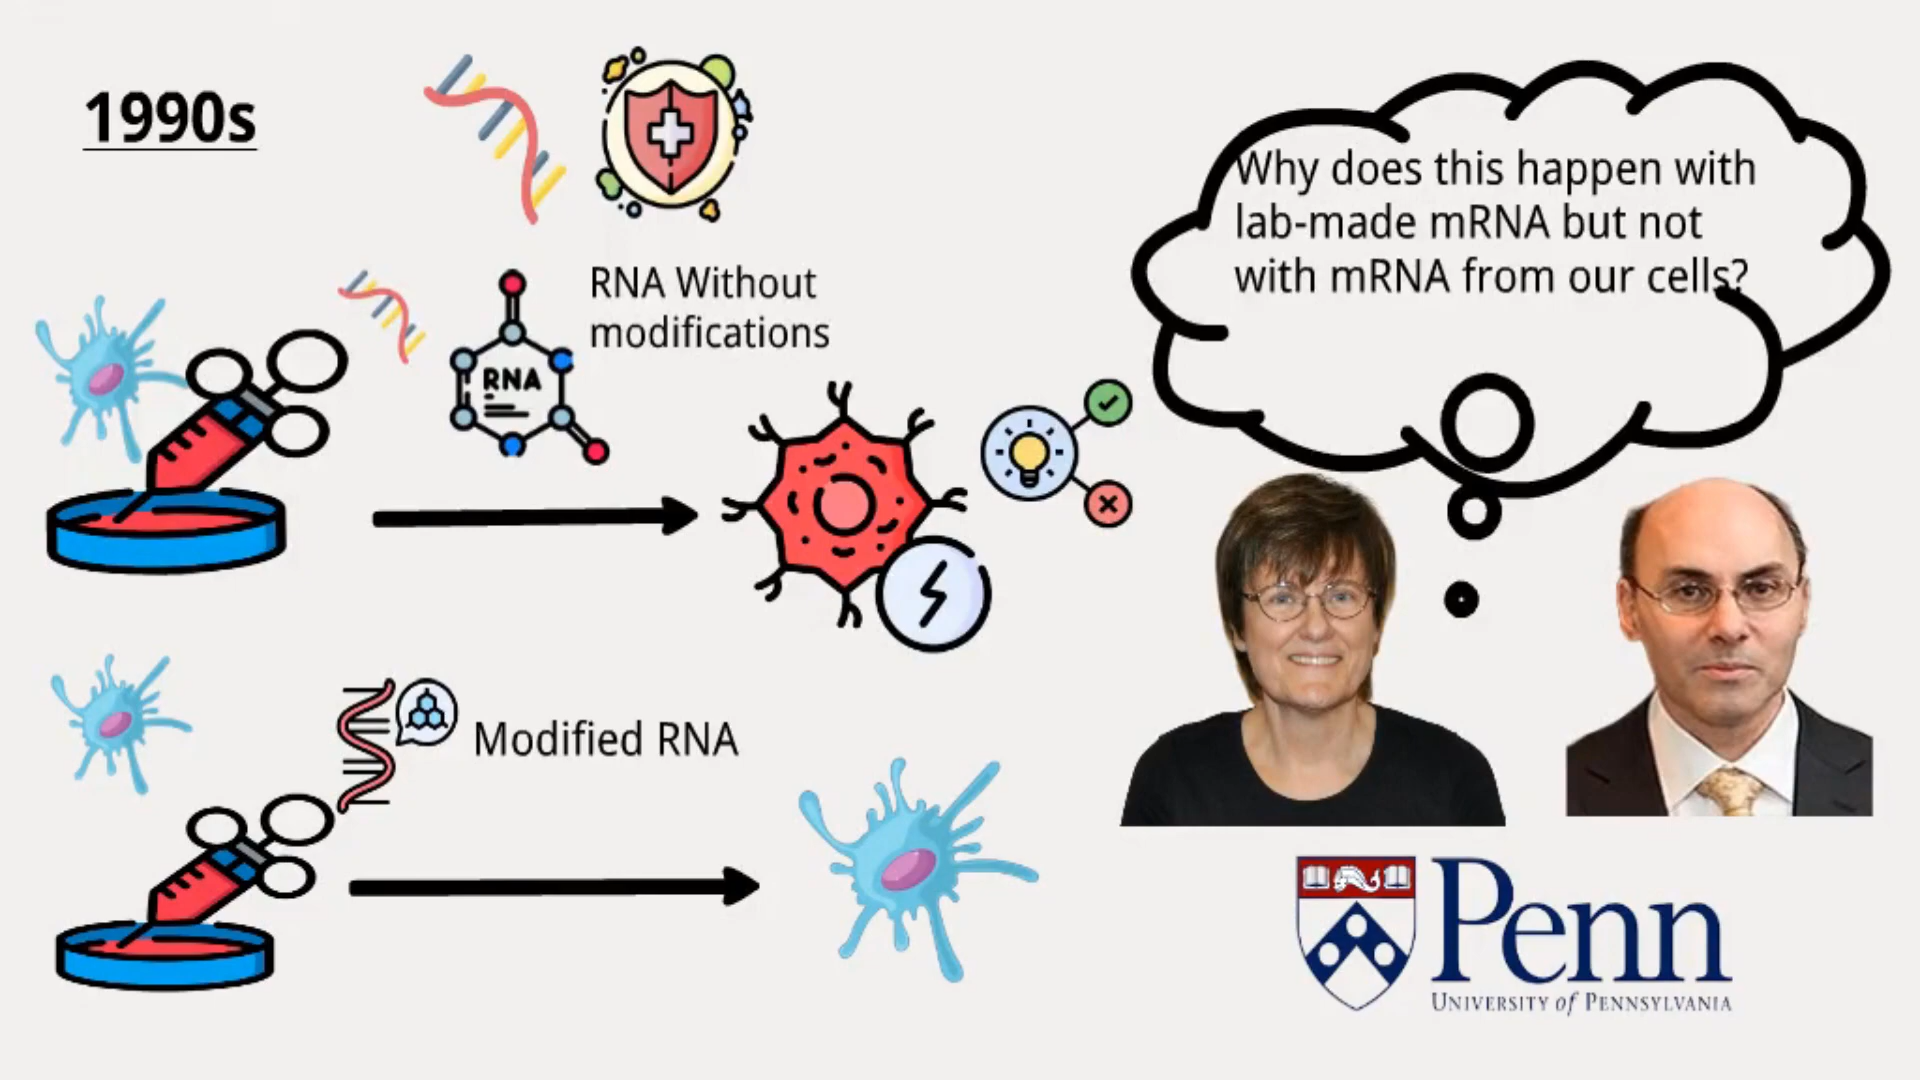 1990s
Why does this happen with
lab-made mRNA but not
with mRNA from our cells?
RNA Without
modifications
RNA
Modified RNA
Penn
UNIVERSITY of PENNSYLVANIA